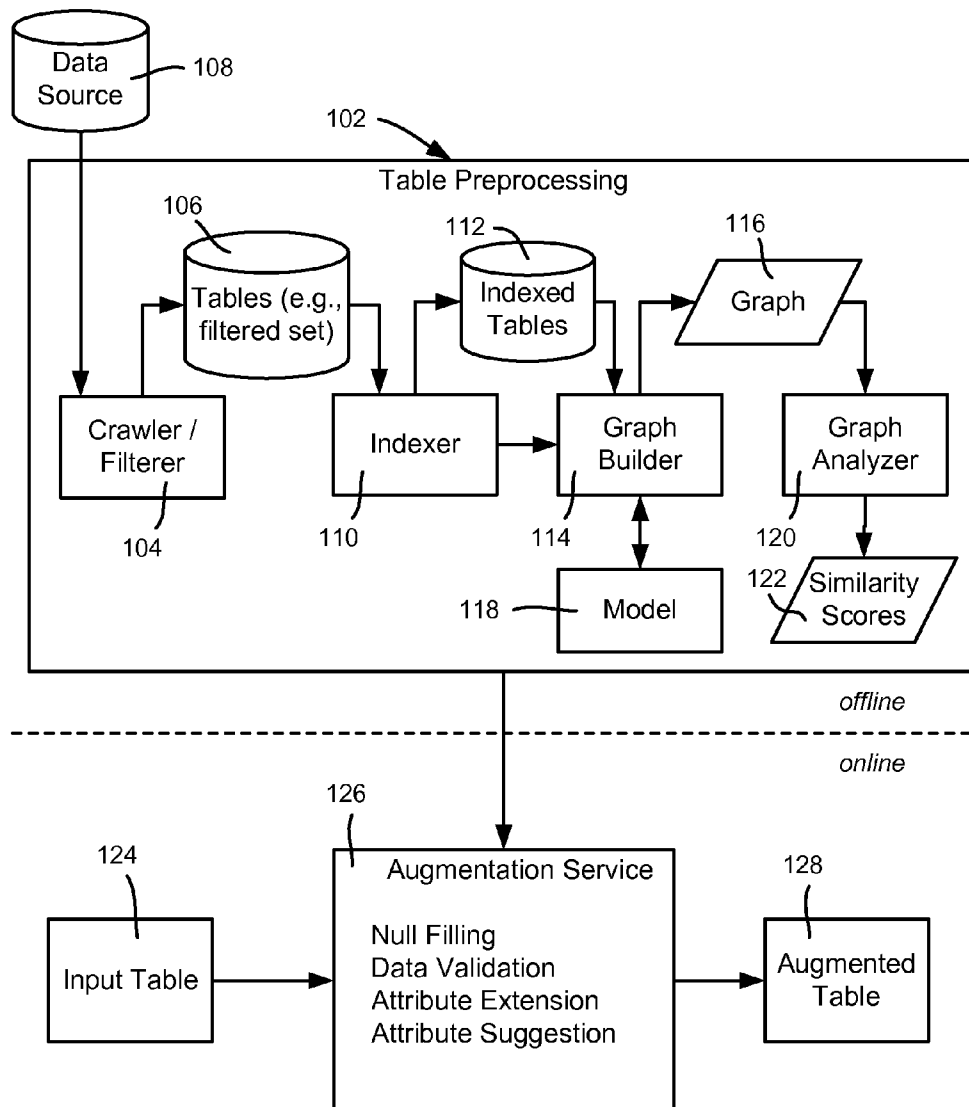 Data
Source
108
102
Table Preprocessing
106
112
116
Tables (e.g.,
filtered set)
Indexed
Tables
Graph
Crawler /
Filterer
Indexer
Graph
Builder
Graph
Analyzer
104
110
114
120
118
Model
122
Similarity
Scores
offline
online
126
124
128
Augmentation Service
Null Filling
Data Validation
Attribute Extension
Attribute Suggestion
Input Table
Augmented
Table